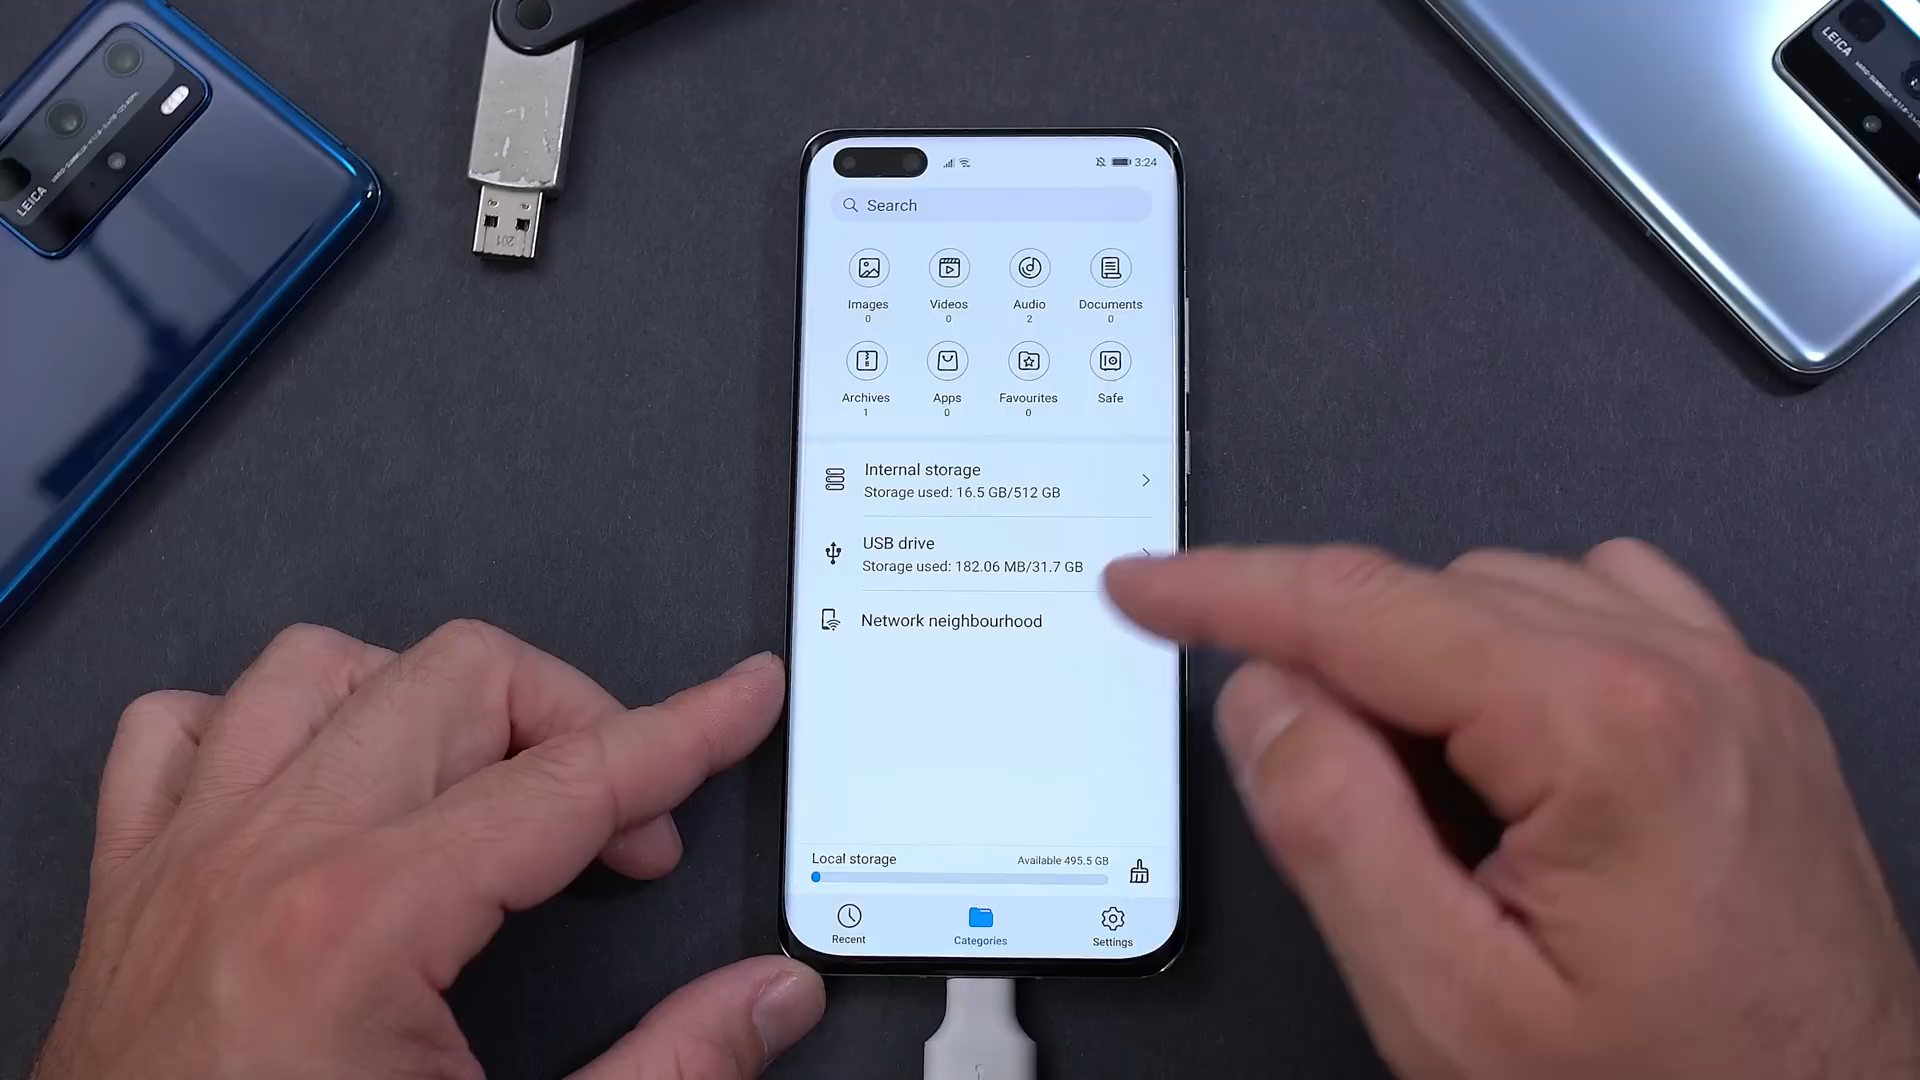 LEICA
LEICA
201
3:24
Search
Images
0
Videos
0
Audio
2
Documents
0
Archives
1
Apps
0
Favourites
0
Safe
Internal storage
Storage used: 16.5 GB/512 GB
USB drive
Storage used: 182.06 MB/31.7 GB
Network neighbourhood
Local storage
Available 495.5 GB
Recent
Categories
Settings